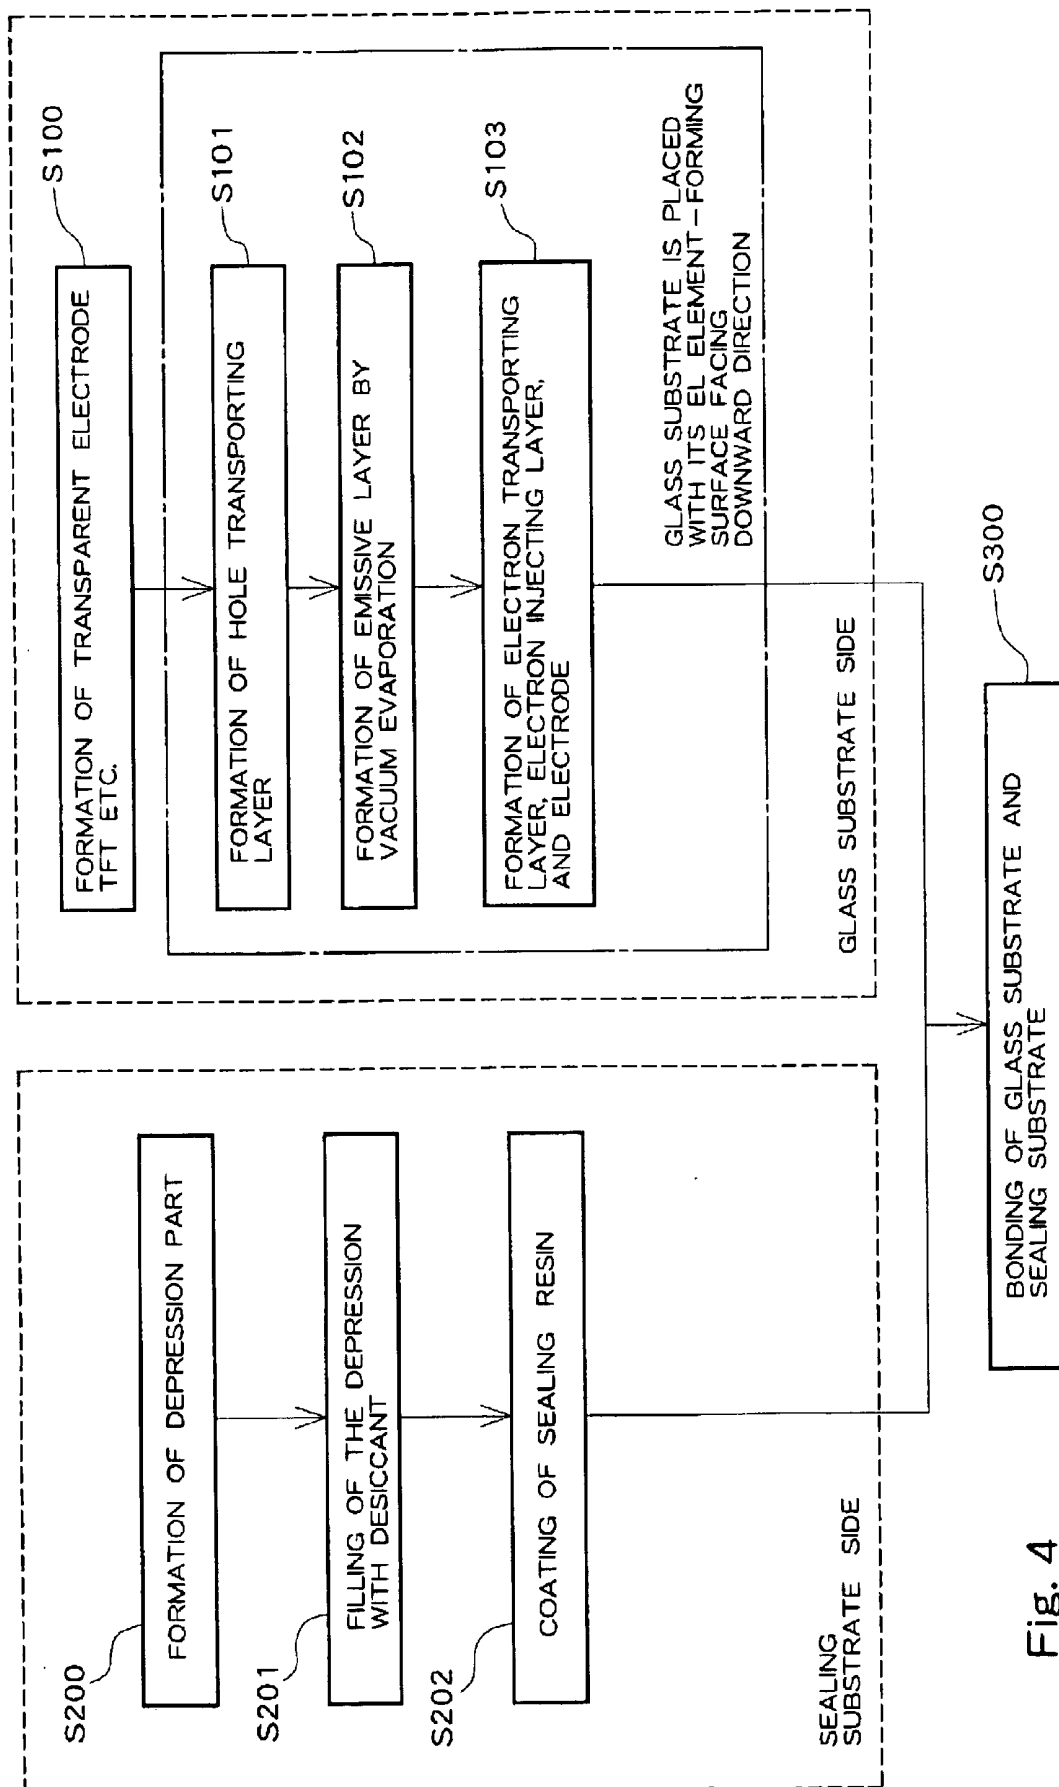 S200
FORMATION OF DEPRESSION PART
S201
FILLING OF THE DEPRESSION
WITH DESICCANT
S202
COATING OF SEALING RESIN
SEALING
SUBSTRATE SIDE
S100
FORMATION OF TRANSPARENT ELECTRODE
TFT ETC.
S101
FORMATION OF HOLE TRANSPORTING
LAYER
S102
FORMATION OF EMISSIVE LAYER BY
VACUUM EVAPORATION
S103
FORMATION OF ELECTRON TRANSPORTING
LAYER, ELECTRON INJECTING LAYER,
AND ELECTRODE
GLASS SUBSTRATE IS PLACED
WITH ITS EL ELEMENT-FORMING
SURFACE FACING
DOWNWARD DIRECTION
GLASS SUBSTRATE SIDE
S300
BONDING OF GLASS SUBSTRATE AND
SEALING SUBSTRATE
Fig. 4